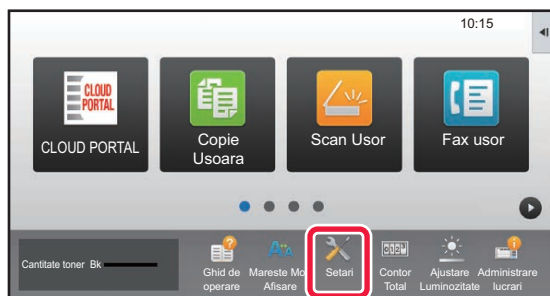 10:15
CLOUD
PORTAL
CLOUD PORTAL
Copie
Usoara
Scan Usor
Fax usor
Cantitate toner Bk
Ghid de
operare
Mareste Mo
Afisare
Setari
Contor
Total
Ajustare
Luminozitate
Administrare
lucrari